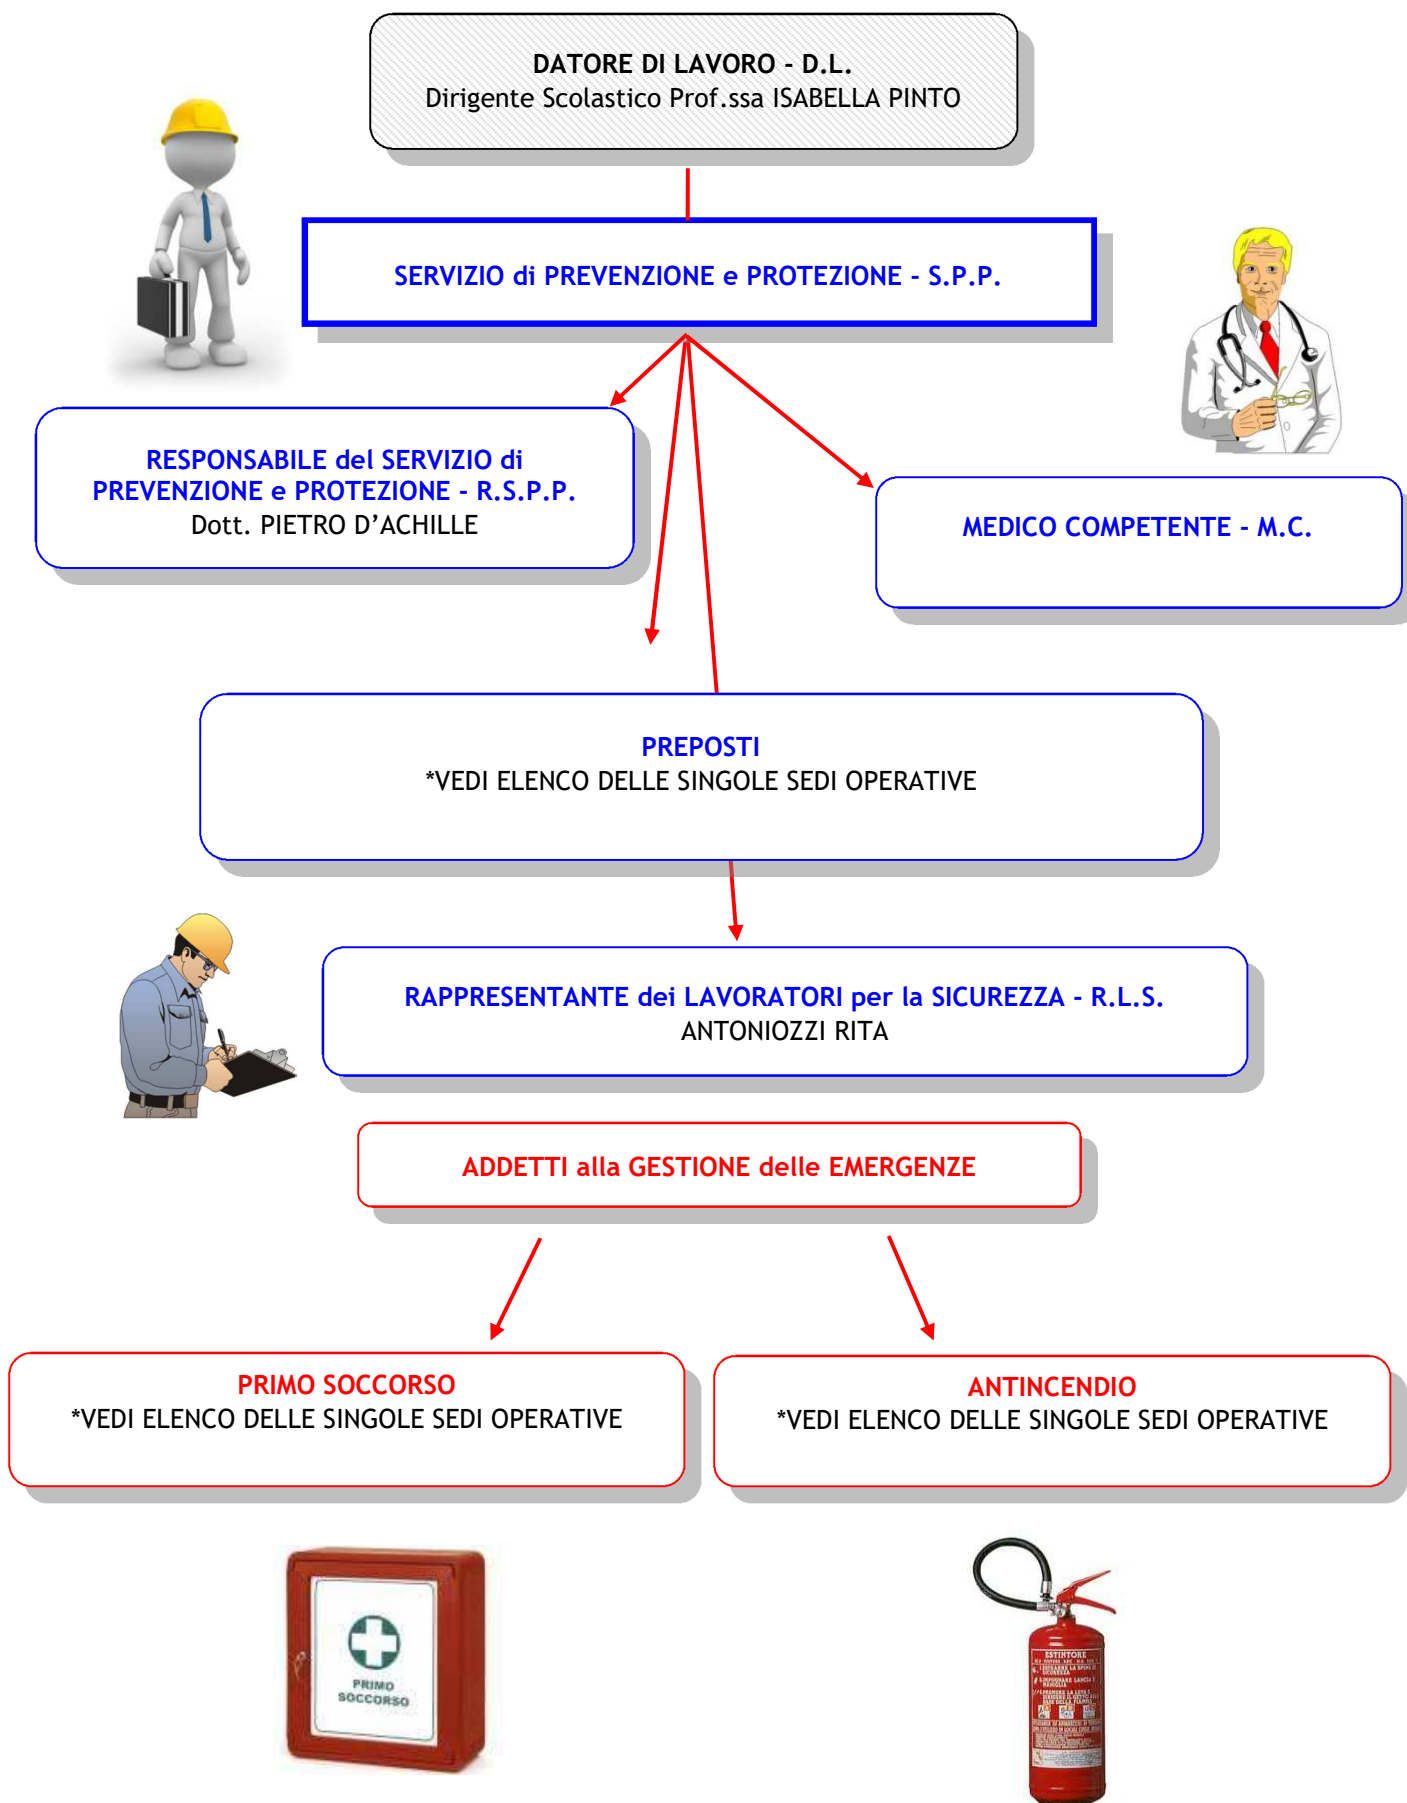 DATORE DI LAVORO - D.L.
Dirigente Scolastico Prof.ssa ISABELLA PINTO
SERVIZIO di PREVENZIONE e PROTEZIONE - S.P.P.
RESPONSABILE del SERVIZIO di
PREVENZIONE e PROTEZIONE - R.S.P.P.
Dott. PIETRO D’ACHILLE
MEDICO COMPETENTE - M.C.
PREPOSTI
*VEDI ELENCO DELLE SINGOLE SEDI OPERATIVE
RAPPRESENTANTE dei LAVORATORI per la SICUREZZA - R.L.S.
ANTONIOZZI RITA
ADDETTI alla GESTIONE delle EMERGENZE
PRIMO SOCCORSO
*VEDI ELENCO DELLE SINGOLE SEDI OPERATIVE
ANTINCENDIO
*VEDI ELENCO DELLE SINGOLE SEDI OPERATIVE
PRIMO
SOCCORSO
ESTINTORE